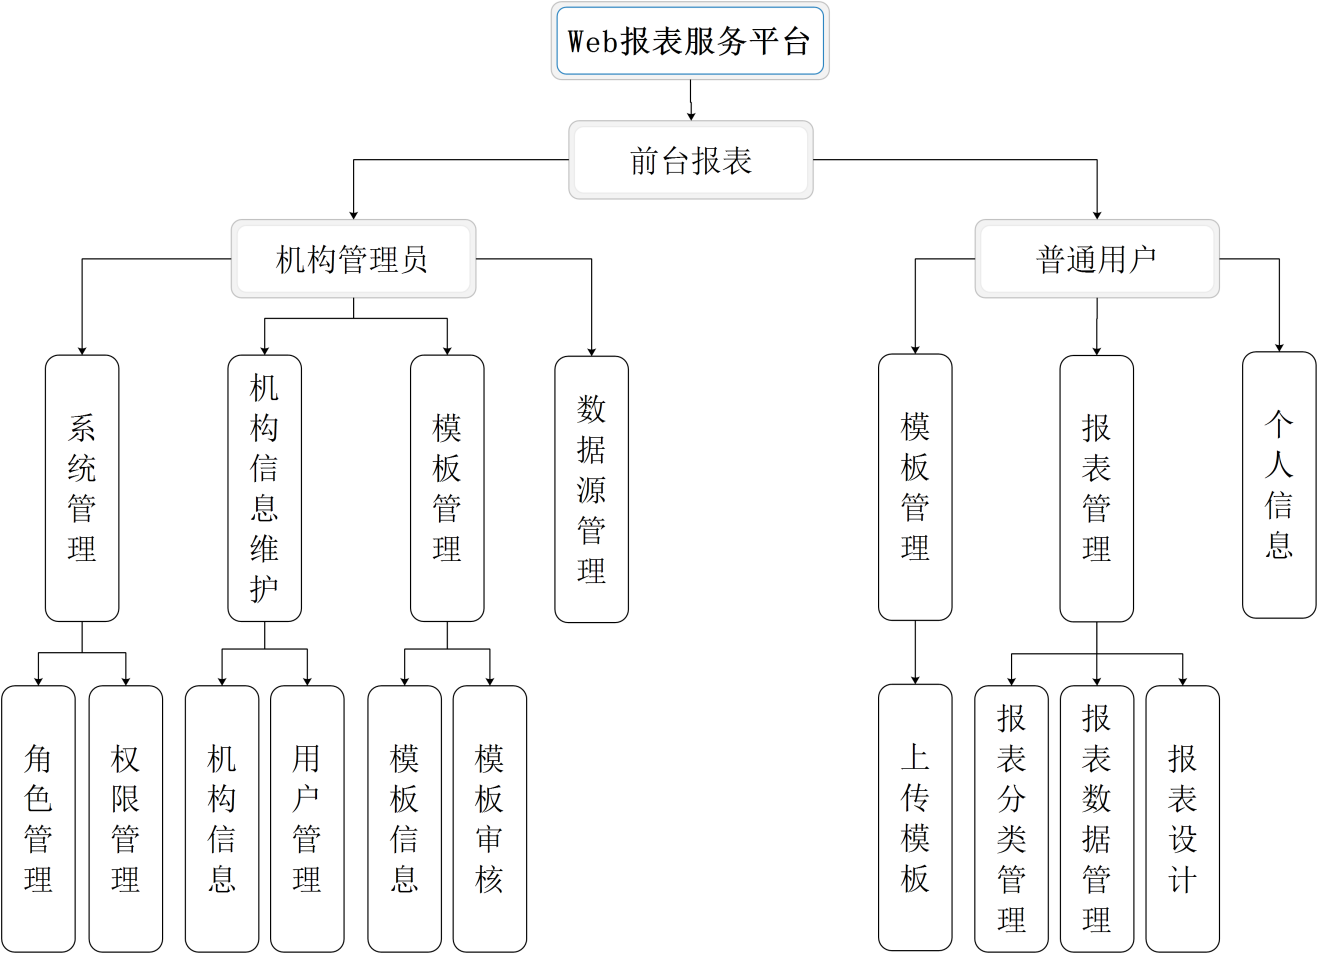 Web报表服务平台
前台报表
机构管理员
普通用户
系统管理
机构信息维护
模板管理
数据源管理
模板管理
报表管理
个人信息
角色管理
权限管理
机构信息
用户管理
模板信息
模板审核
上传模板
报表分类管理
报表数据管理
报表设计